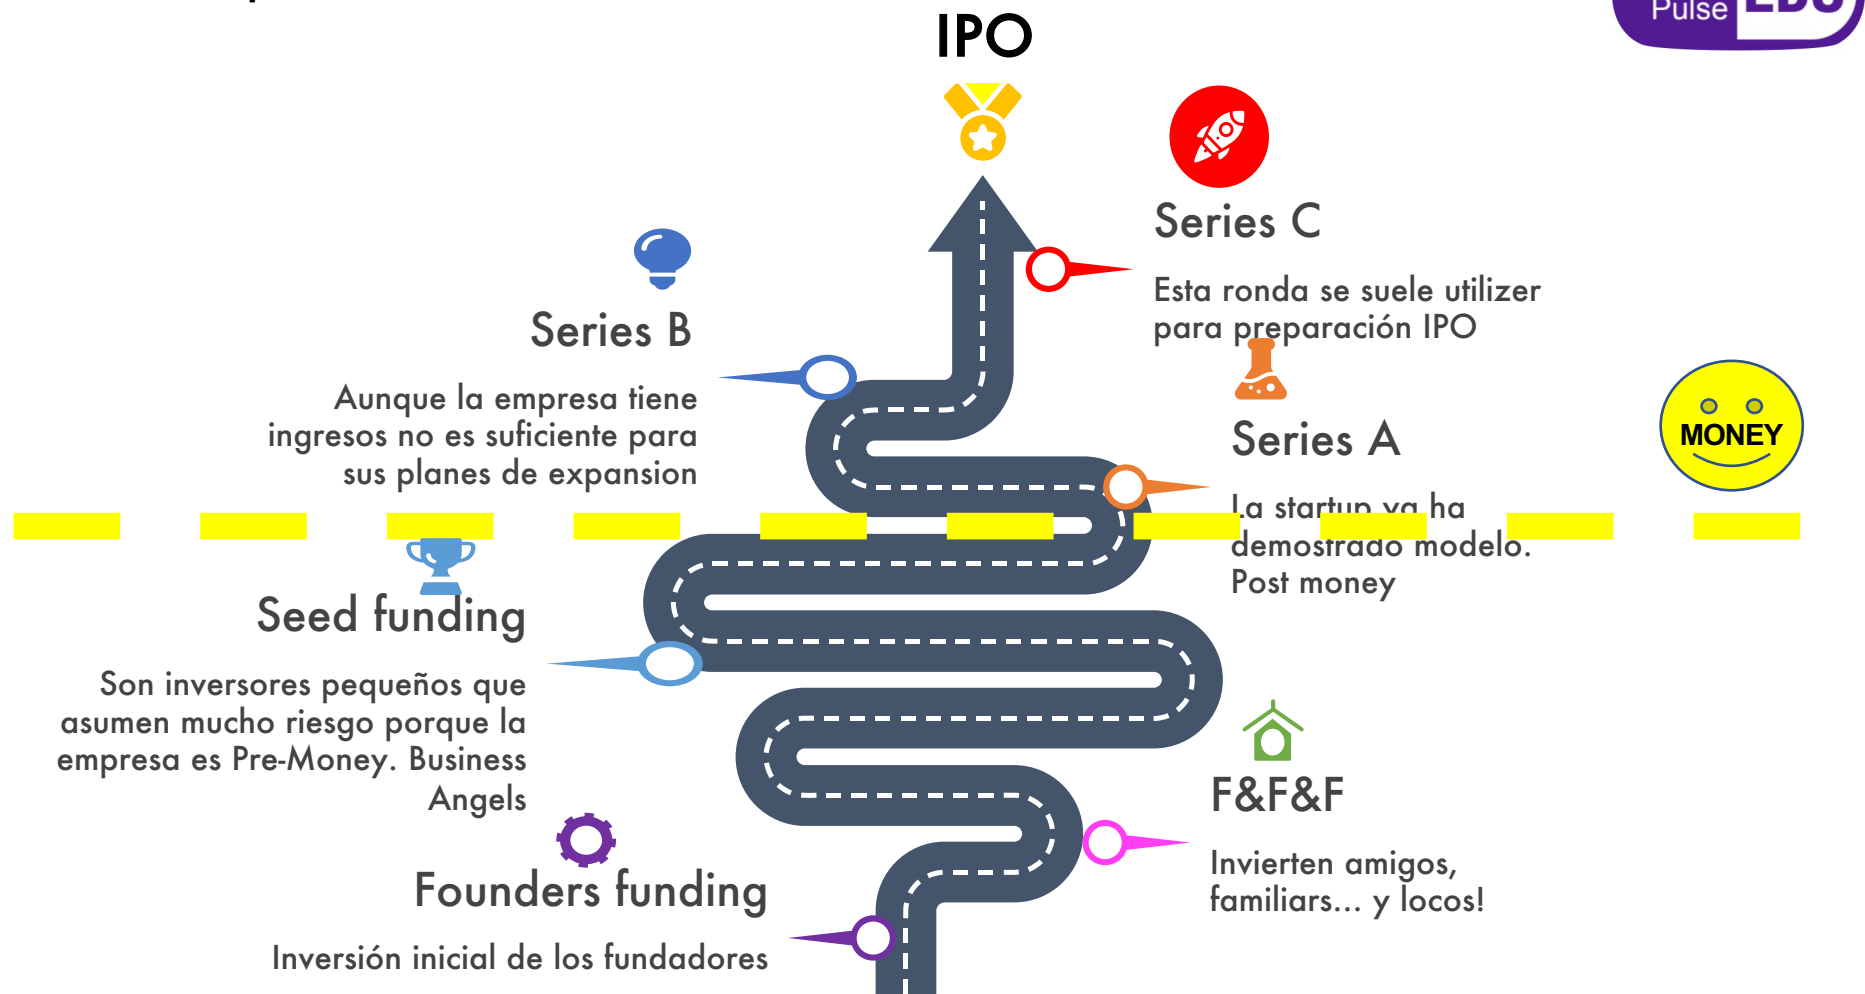 Pulse
EDU
IPO
Series C
Esta ronda se suele utilizer
para preparación IPO
Series B
Aunque la empresa tiene
ingresos no es suficiente para
sus planes de expansion
MONEY
Series A
La startup ya ha
demostrado modelo.
Post money
Seed funding
Son inversores pequeños que
asumen mucho riesgo porque la
empresa es Pre-Money. Business
Angels
F&F&F
Invierten amigos,
familiars... y locos!
Founders funding
Inversión inicial de los fundadores